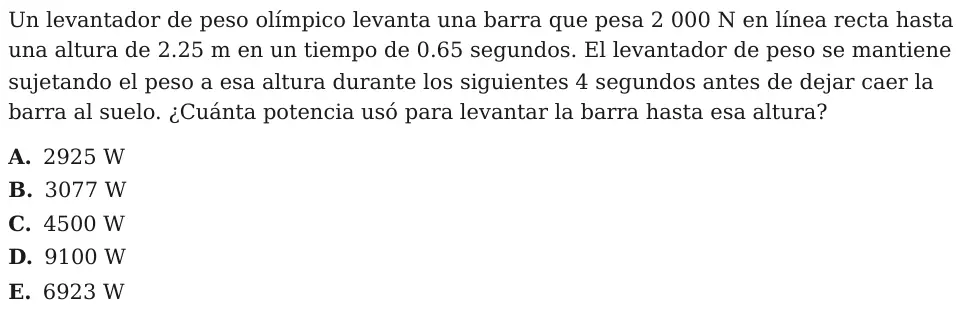 Un levantador de peso olímpico levanta una barra que pesa 2 000 N en línea recta hasta
una altura de 2.25 m en un tiempo de 0.65 segundos. El levantador de peso se mantiene
sujetando el peso a esa altura durante los siguientes 4 segundos antes de dejar caer la
barra al suelo. ¿Cuánta potencia usó para levantar la barra hasta esa altura?
A. 2925 W
B. 3077 W
C. 4500 W
D. 9100 W
E. 6923 W